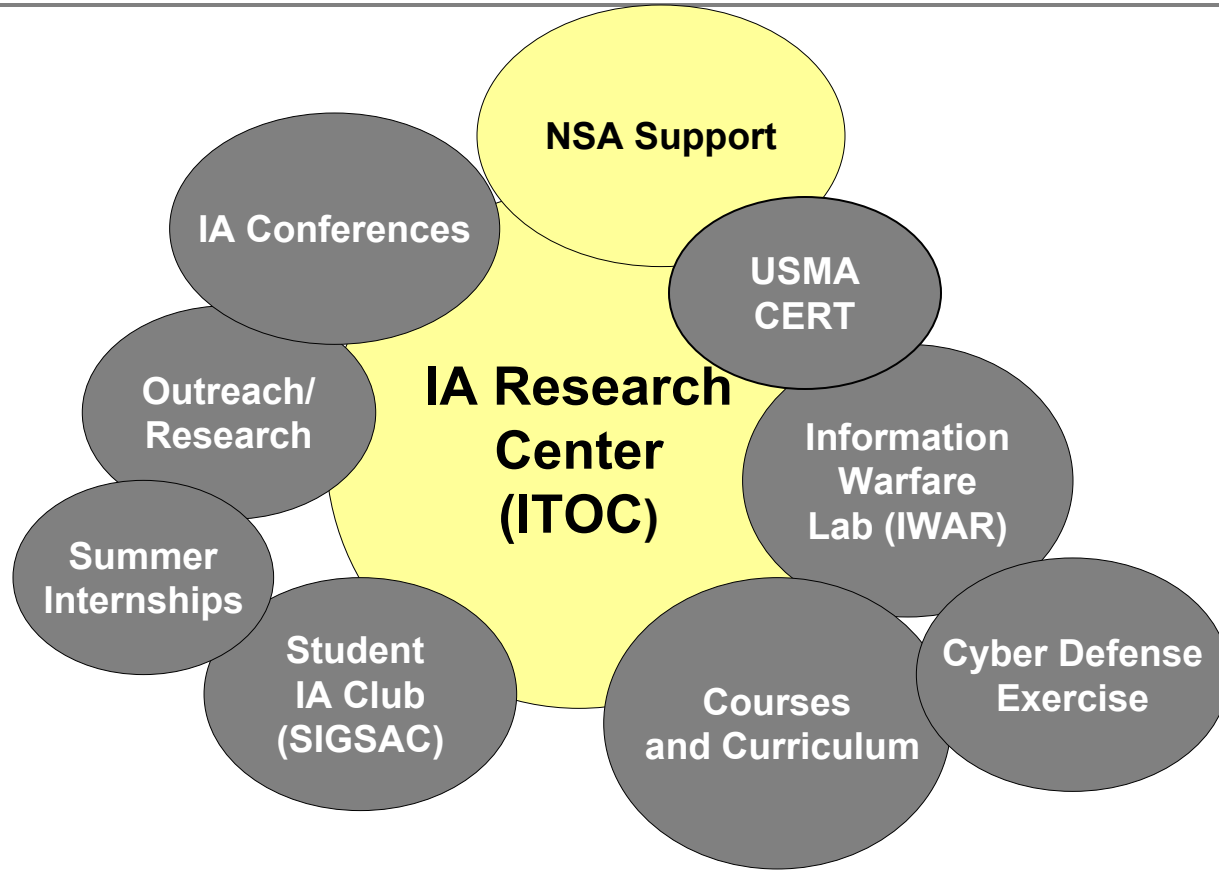 NSA Support
IA Conferences
USMA
CERT
IA Research
Center
(ITOC)
Outreach/
Research
Information
Warfare
Lab (IWAR)
Summer
Internships
Student
IA Club
(SIGSAC)
Courses
and Curriculum
Cyber Defense
Exercise